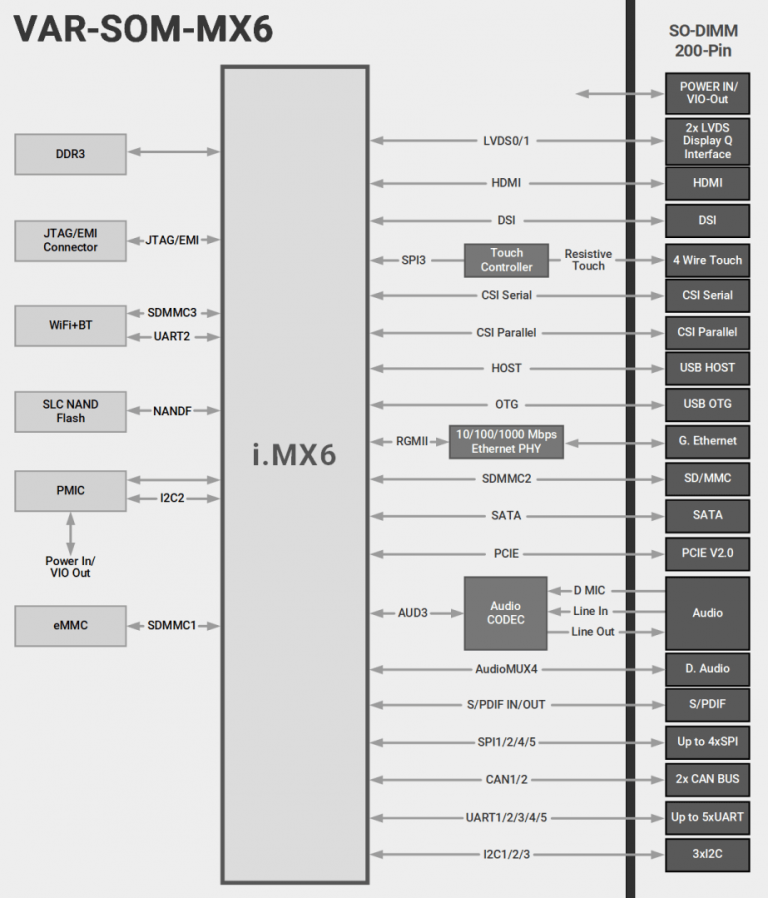 VAR-SOM-MX6
SO-DIMM
200-Pin
DDR3
JTAG/EMI
Connector
JTAG/EMI
WiFi+BT
SDMMC3
UART2
SLC NAND
Flash
NANDF
PMIC
I2C2
Power In/
VIO Out
eMMC
SDMMC1
i.MX6
POWER IN/
VIO-Out
LVDS0/1
2x LVDS
Display Q
Interface
HDMI
HDMI
DSI
DSI
SPI3
Touch
Controller
Resistive
Touch
4 Wire Touch
CSI Serial
CSI Serial
CSI Parallel
CSI Parallel
HOST
USB HOST
OTG
USB OTG
RGMII
10/100/1000 Mbps
Ethernet PHY
G. Ethernet
SDMMC2
SD/MMC
SATA
SATA
PCIE
PCIE V2.0
AUD3
Audio
CODEC
D MIC
Line In
Line Out
Audio
AudioMUX4
D. Audio
S/PDIF IN/OUT
S/PDIF
SPI1/2/4/5
Up to 4xSPI
CAN1/2
2x CAN BUS
UART1/2/3/4/5
Up to 5xUART
I2C1/2/3
3xI2C